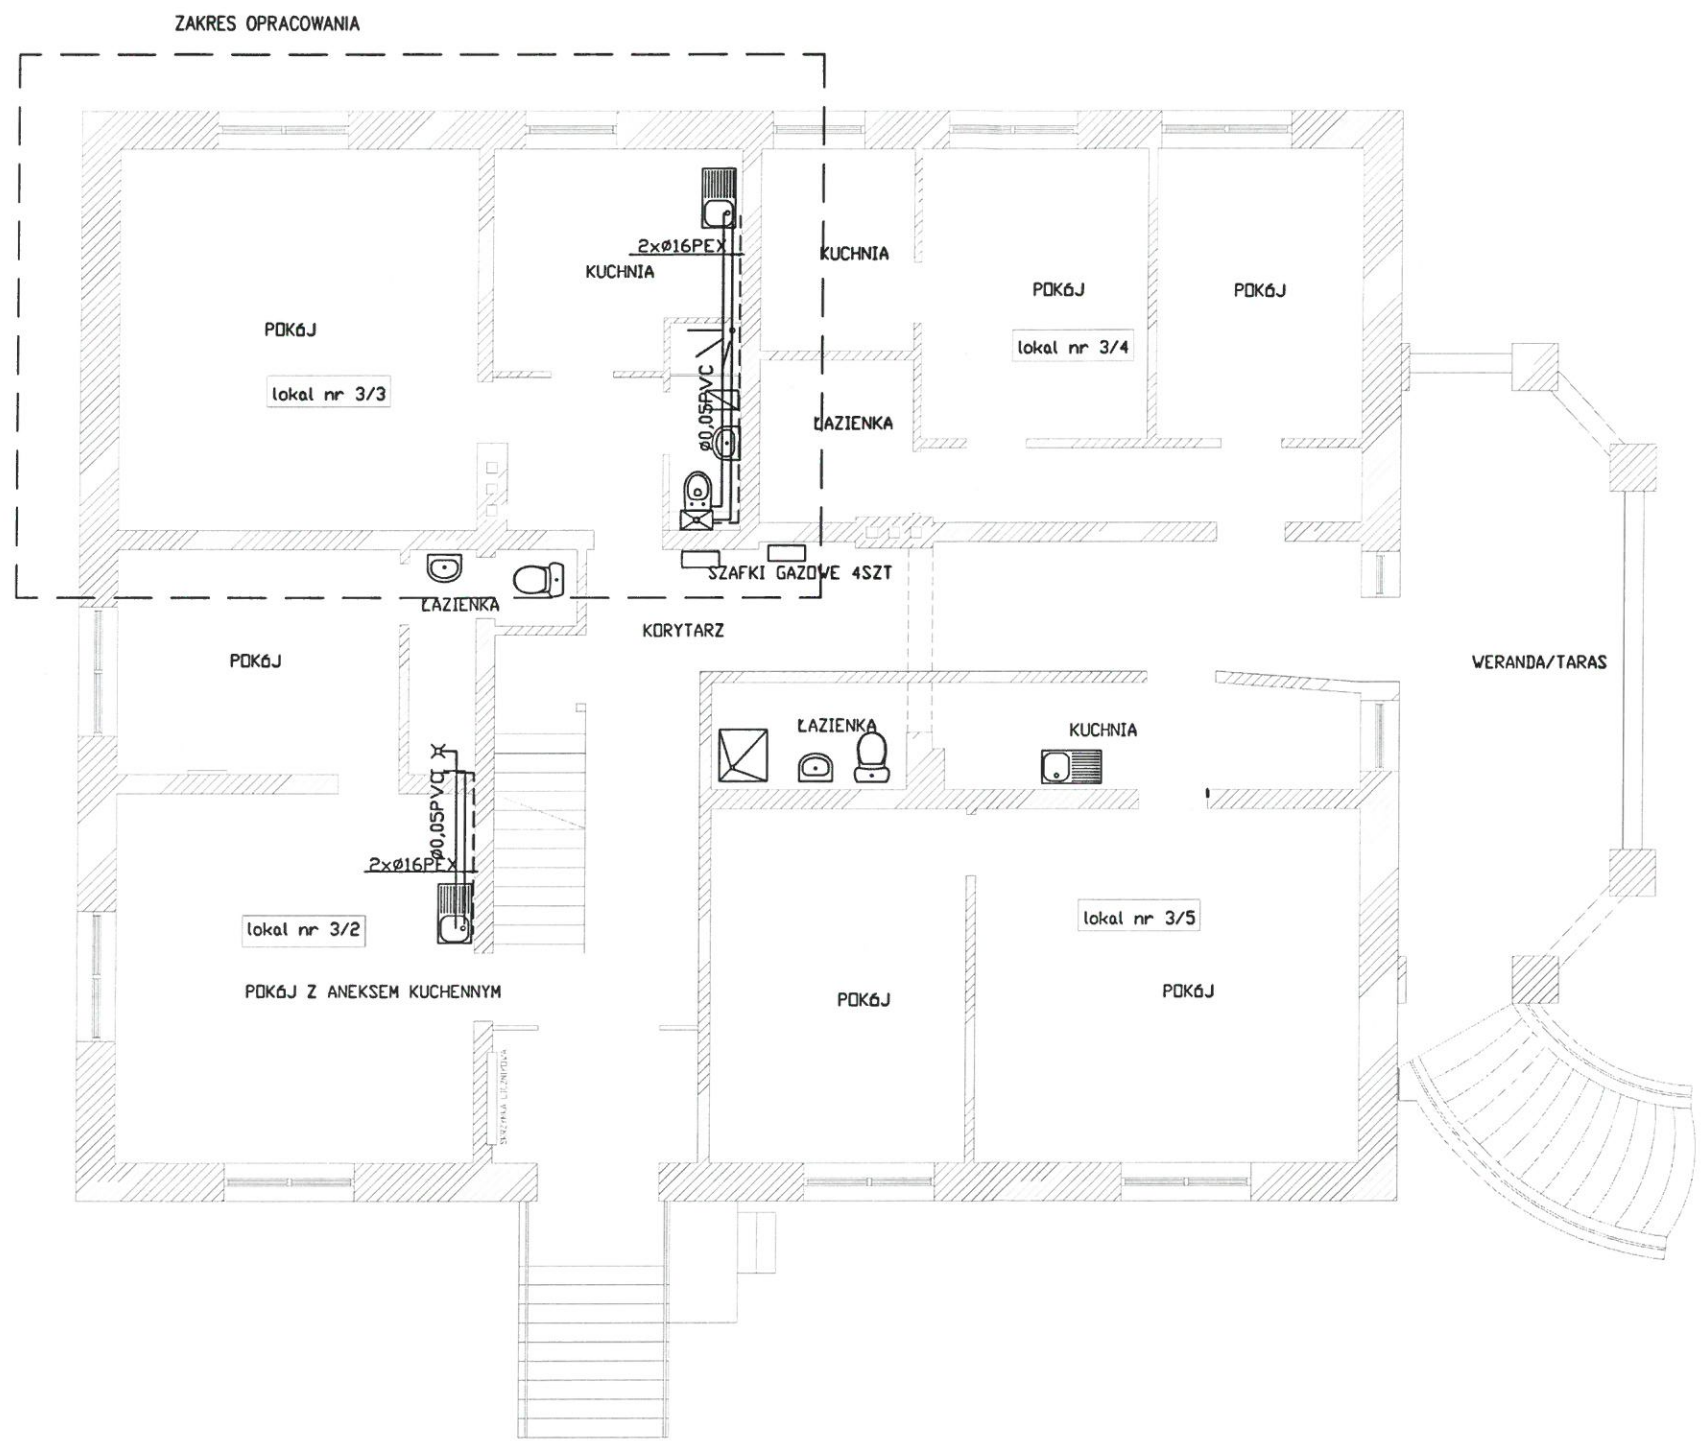 ZAKRES OPRACOWANIA
2xø16PEX
KUCHNIA
KUCHNIA
POKÓJ
POKÓJ
POKÓJ
lokal nr 3/4
lokal nr 3/3
ø0,05PVC
ŁAZIENKA
SZAFKI GAZOWE 4SZT
ŁAZIENKA
KORYTARZ
POKÓJ
WERANDA/TARAS
ŁAZIENKA
KUCHNIA
ø0,05PVC
2xø16PEX
lokal nr 3/2
lokal nr 3/5
POKÓJ Z ANEKSEM KUCHENNYM
POKÓJ
POKÓJ
SKRZYNKA LICZNIKOWA